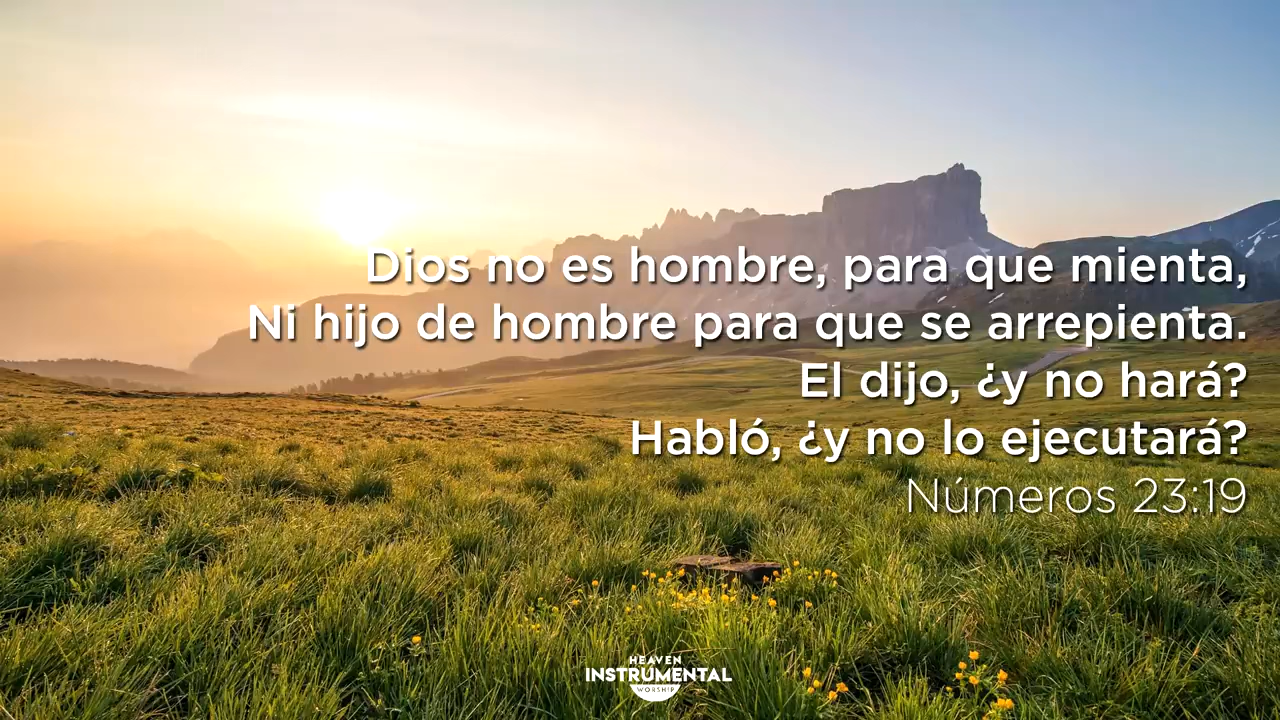 Dios no es hombre, para que mienta,
Ni hijo de hombre para que se arrepienta.
El dijo, ¿y no hará?
Habló, ¿y no lo ejecutará?
Números 23:19
HEAVEN
INSTRUMENTAL
WORSHIP